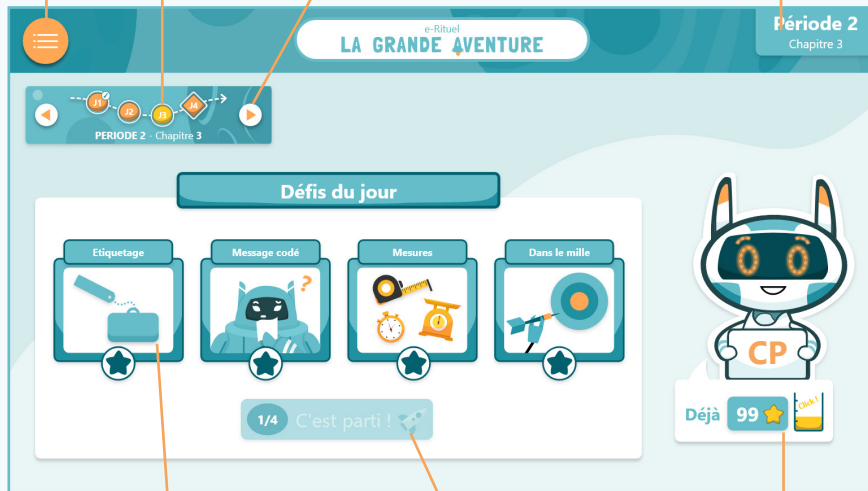 e-Rituel
LA GRANDE AVENTURE
Période 2
Chapitre 3
J1
J2
J3
J4
PERIODE 2 - Chapitre 3
Défis du jour
Etiquetage
Message codé
Mesures
Dans le mille
?
CP
1/4 C'est parti !
Déjà 99
Click !